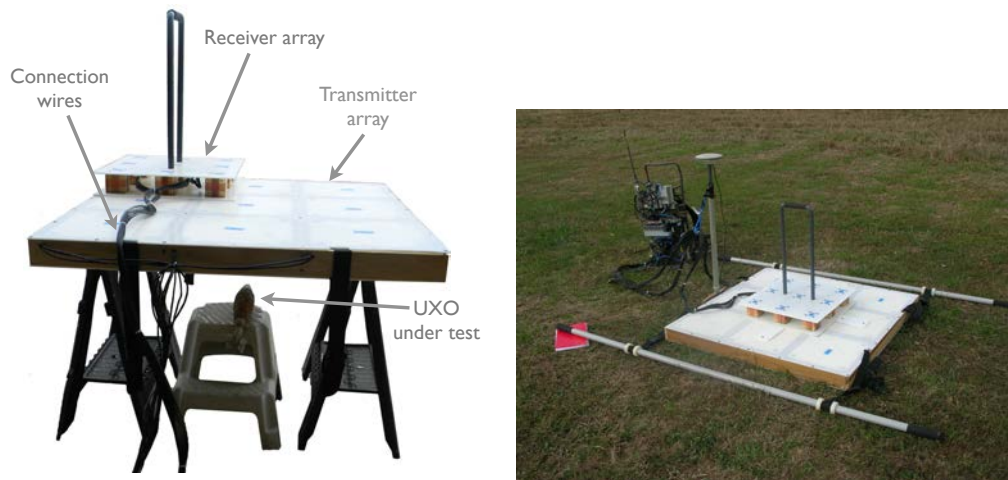 Receiver array
Connection
wires
Transmitter
array
UXO
under test